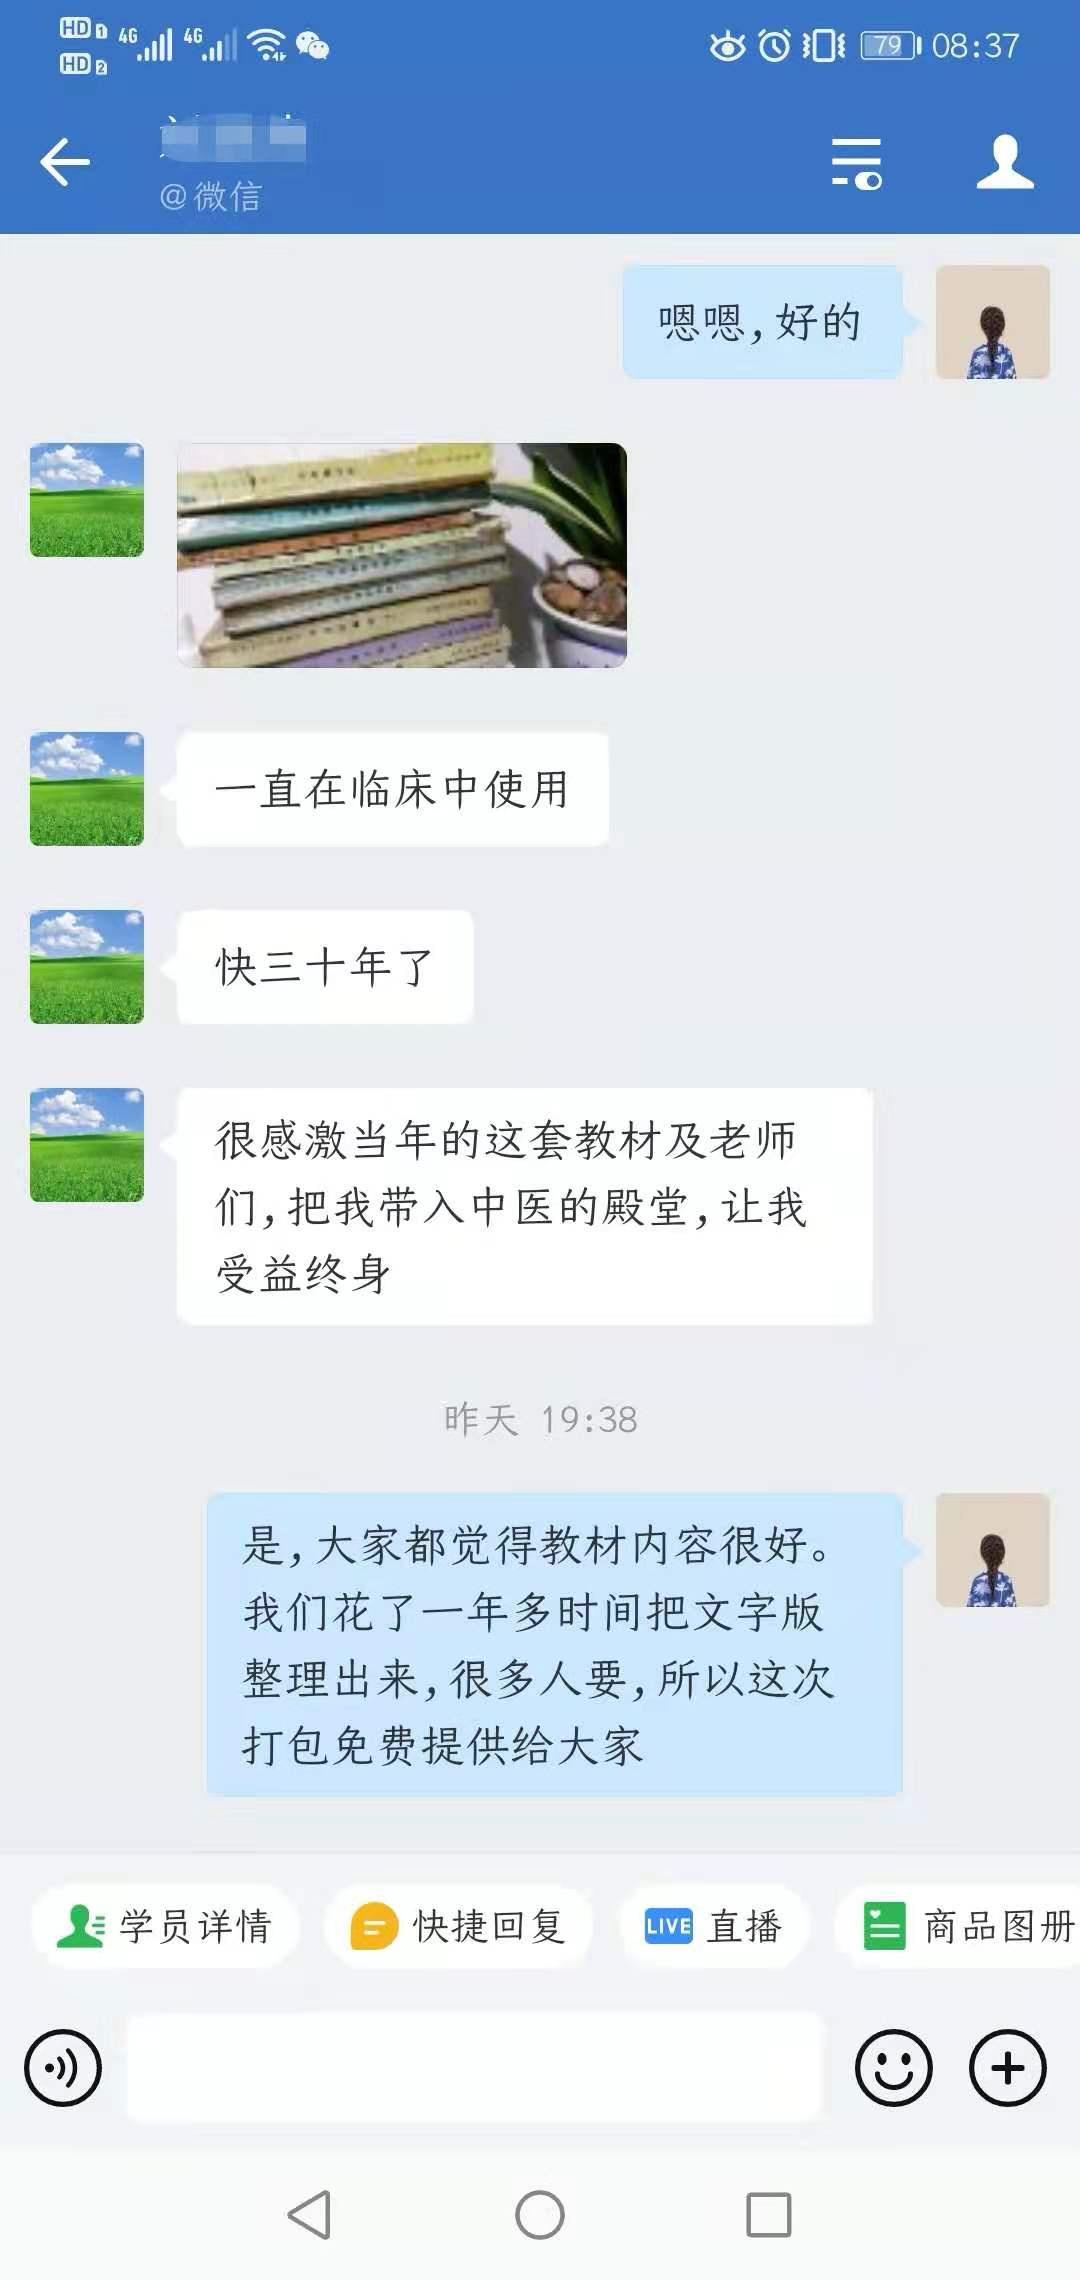 HD 1 4G 4G
HD 2
79 08:37
@微信
嗯嗯,好的
一直在临床中使用
快三十年了
很感激当年的这套教材及老师
们,把我带入中医的殿堂,让我
受益终身
昨天 19:38
是,大家都觉得教材内容很好。
我们花了一年多时间把文字版
整理出来,很多人要,所以这次
打包免费提供给大家
学员详情
快捷回复
LIVE 直播
商品图册